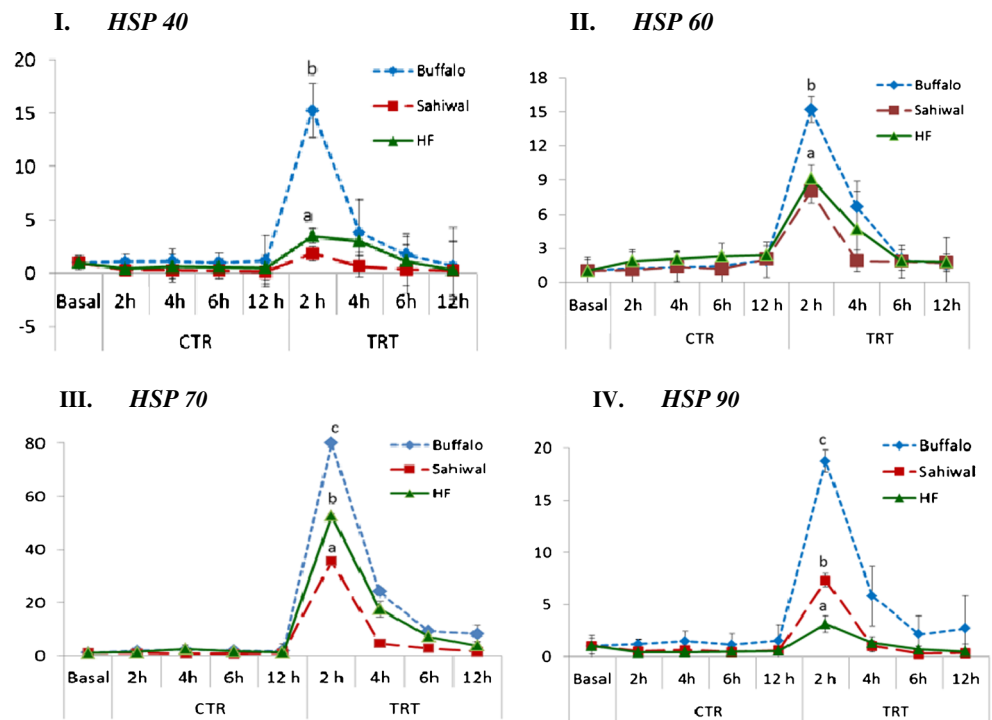 I. HSP 40
20
15
10
5
0
-5
b
a
Buffalo
Sahiwal
HF
Basal 2h 4h 6h 12 h 2 h 4h 6h 12h
CTR TRT
II. HSP 60
18
15
12
9
6
3
0
b
a
Buffalo
Sahiwal
HF
Basal 2h 4h 6h 12h 2 h 4h 6h 12h
CTR TRT
III. HSP 70
80
60
40
20
0
c
b
a
Buffalo
Sahiwal
HF
Basal 2h 4h 6h 12 h 2 h 4h 6h 12h
CTR TRT
IV. HSP 90
20
15
10
5
0
c
b
a
Buffalo
Sahiwal
HF
Basal 2h 4h 6h 12h 2 h 4h 6h 12h
CTR TRT